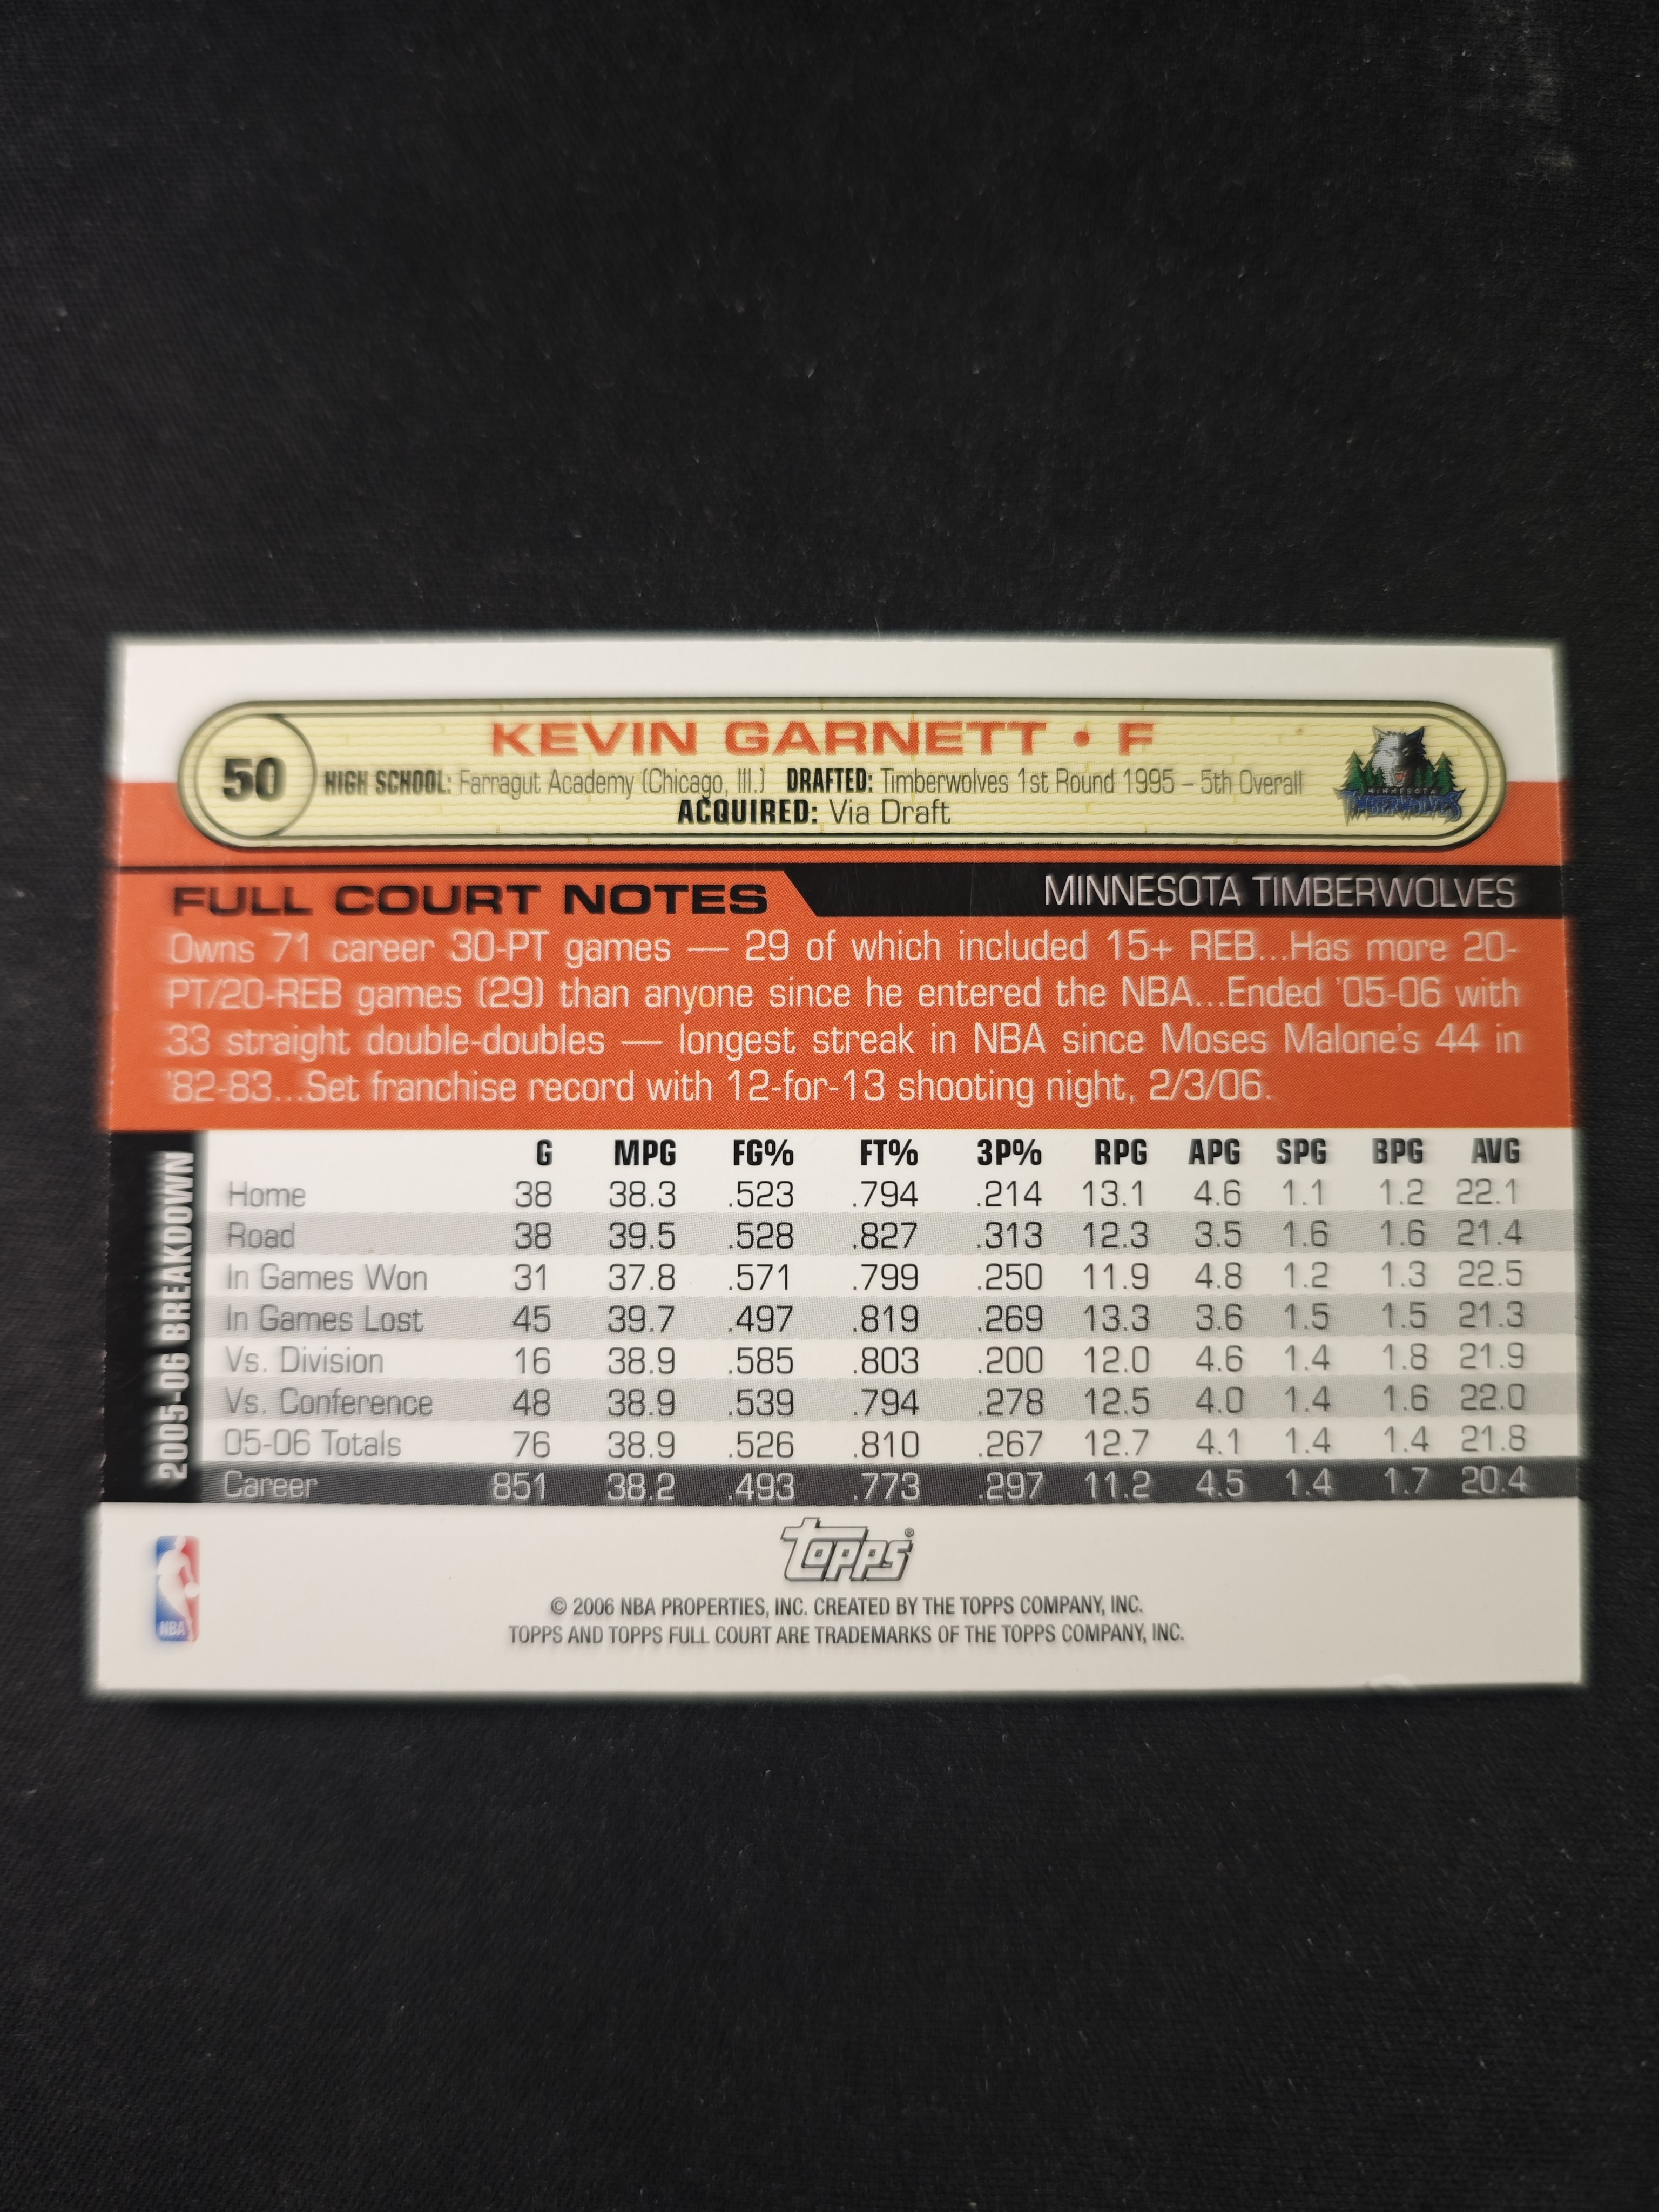 KEVIN GARNETT • F
50
HIGH SCHOOL: Farragut Academy (Chicago, Ill.) DRAFTED: Timberwolves 1st Round 1995 – 5th Overall
ACQUIRED: Via Draft
MINNESOTA
TIMBERWOLVES
FULL COURT NOTES
MINNESOTA TIMBERWOLVES
Owns 71 career 30-PT games — 29 of which included 15+ REB...Has more 20-
PT/20-REB games (29) than anyone since he entered the NBA...Ended '05-06 with
33 straight double-doubles — longest streak in NBA since Moses Malone's 44 in
'82-83...Set franchise record with 12-for-13 shooting night, 2/3/06.
2005-06 BREAKDOWN
G MPG FG% FT% 3P% RPG APG SPG BPG AVG
Home 38 38.3 .523 .794 .214 13.1 4.6 1.1 1.2 22.1
Road 38 39.5 .528 .827 .313 12.3 3.5 1.6 1.6 21.4
In Games Won 31 37.8 .571 .799 .250 11.9 4.8 1.2 1.3 22.5
In Games Lost 45 39.7 .497 .819 .269 13.3 3.6 1.5 1.5 21.3
Vs. Division 16 38.9 .585 .803 .200 12.0 4.6 1.4 1.8 21.9
Vs. Conference 48 38.9 .539 .794 .278 12.5 4.0 1.4 1.6 22.0
05-06 Totals 76 38.9 .526 .810 .267 12.7 4.1 1.4 1.4 21.8
Career 851 38.2 .493 .773 .297 11.2 4.5 1.4 1.7 20.4
Topps®
NBA
© 2006 NBA PROPERTIES, INC. CREATED BY THE TOPPS COMPANY, INC.
TOPPS AND TOPPS FULL COURT ARE TRADEMARKS OF THE TOPPS COMPANY, INC.